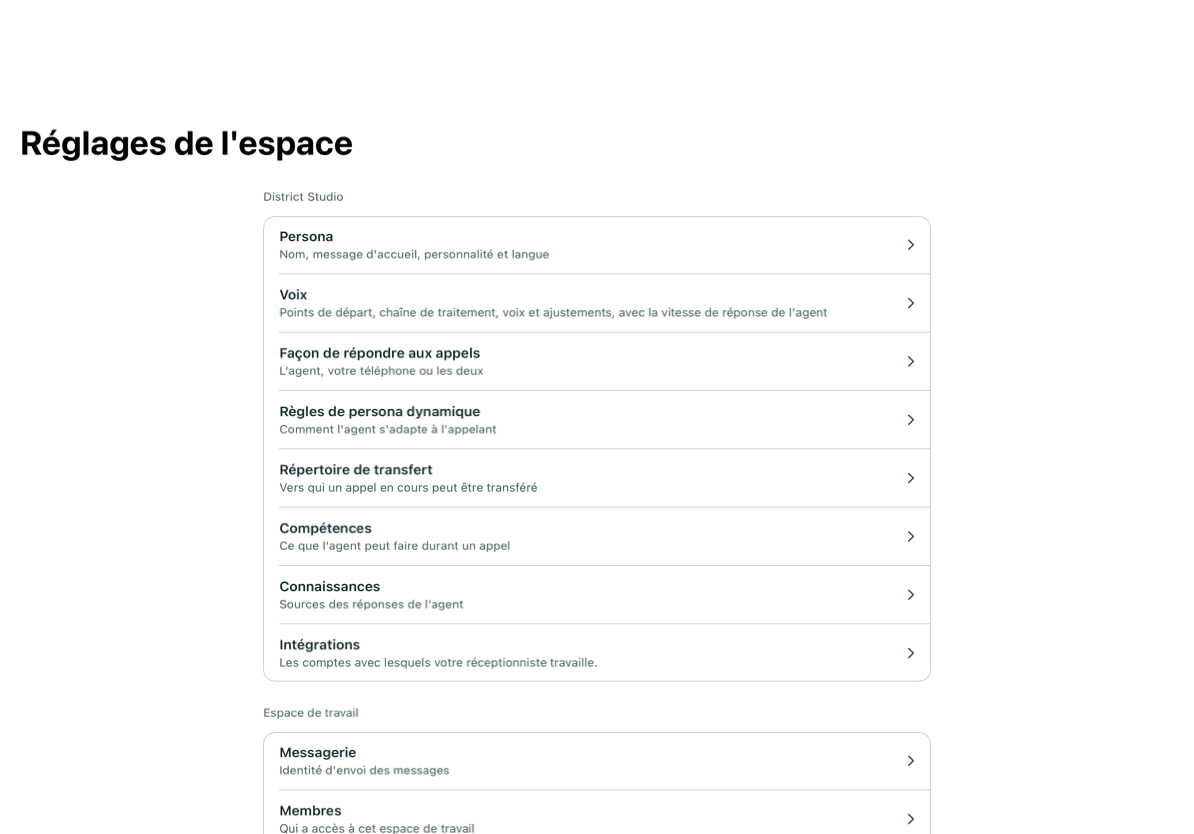 Réglages de l'espace
District Studio
Persona
Nom, message d'accueil, personnalité et langue
Voix
Points de départ, chaîne de traitement, voix et ajustements, avec la vitesse de réponse de l'agent
Façon de répondre aux appels
L'agent, votre téléphone ou les deux
Règles de persona dynamique
Comment l'agent s'adapte à l'appelant
Répertoire de transfert
Vers qui un appel en cours peut être transféré
Compétences
Ce que l'agent peut faire durant un appel
Connaissances
Sources des réponses de l'agent
Intégrations
Les comptes avec lesquels votre réceptionniste travaille.
Espace de travail
Messagerie
Identité d'envoi des messages
Membres
Qui a accès à cet espace de travail